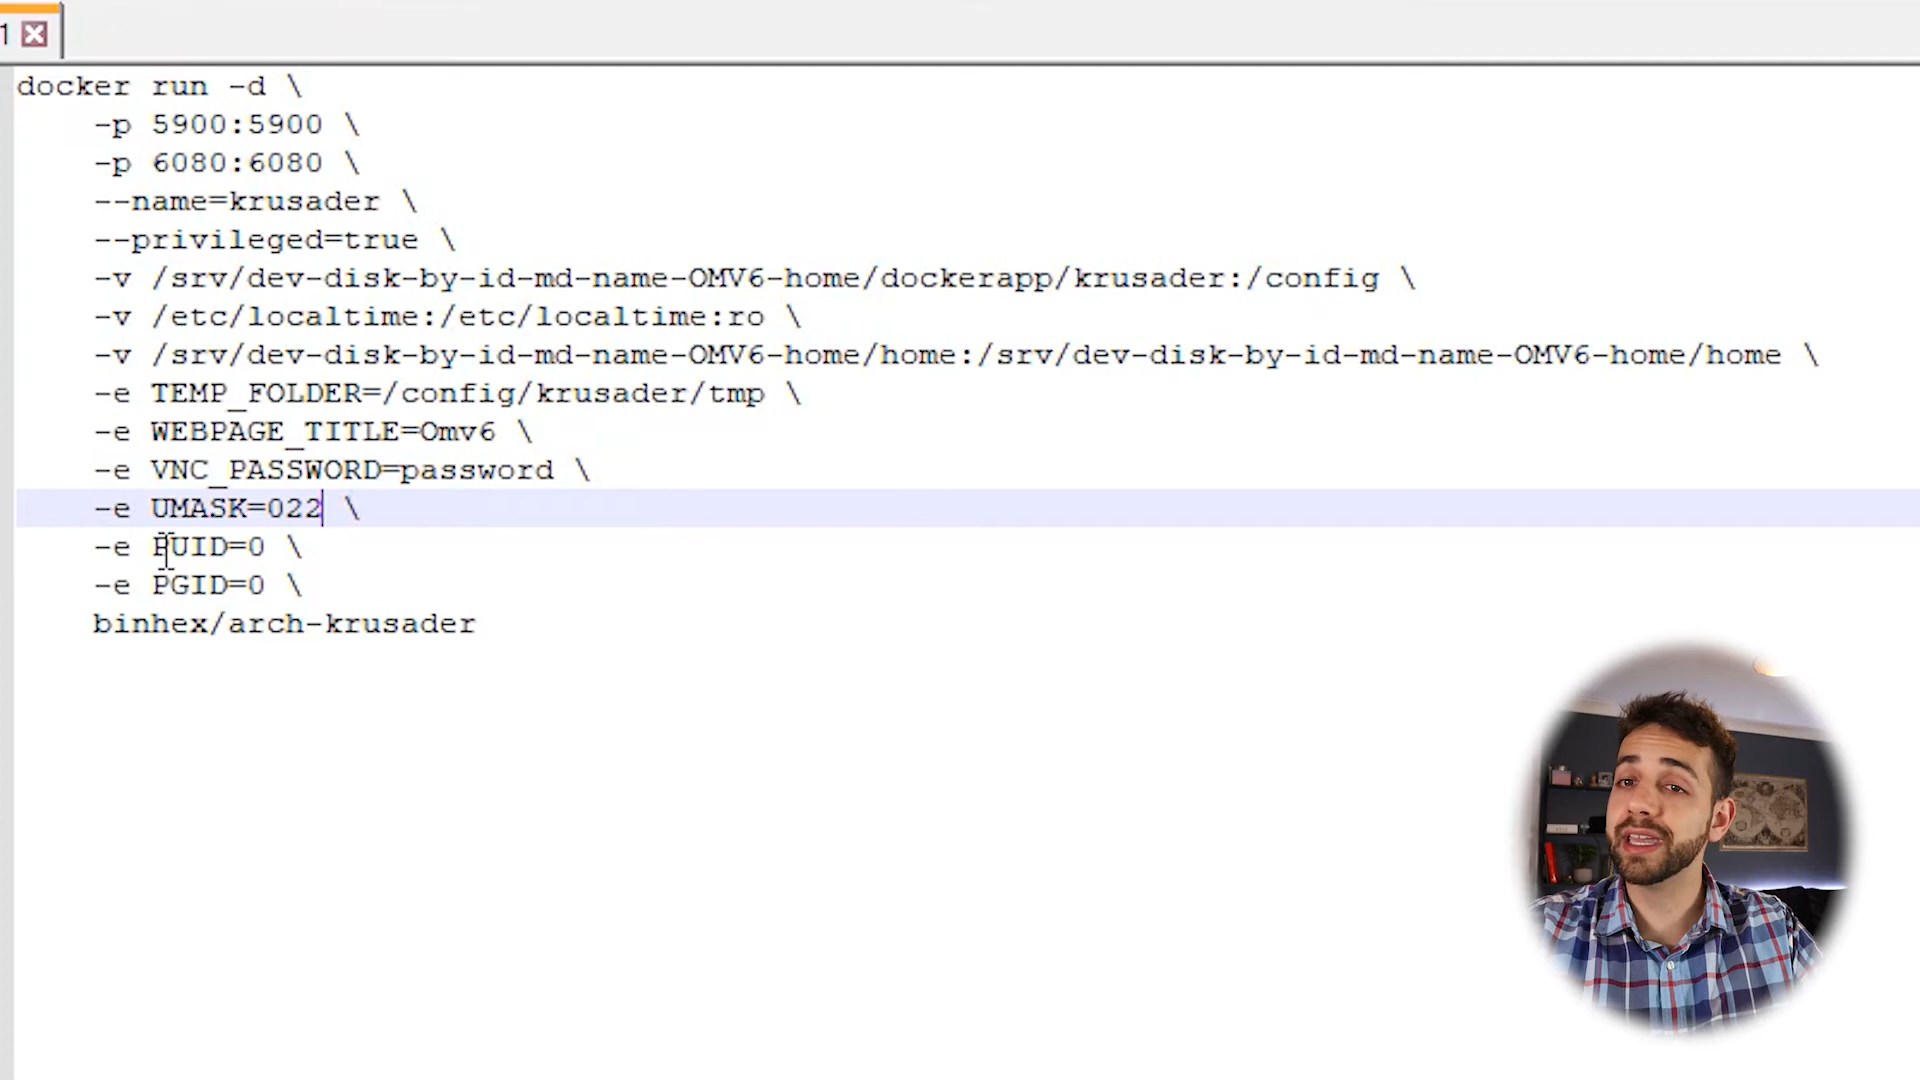 1
docker run -d \
-p 5900:5900 \
-p 6080:6080 \
--name=krusader \
--privileged=true \
-v /srv/dev-disk-by-id-md-name-OMV6-home/dockerapp/krusader:/config \
-v /etc/localtime:/etc/localtime:ro \
-v /srv/dev-disk-by-id-md-name-OMV6-home/home:/srv/dev-disk-by-id-md-name-OMV6-home/home \
-e TEMP_FOLDER=/config/krusader/tmp \
-e WEBPAGE_TITLE=Omv6 \
-e VNC_PASSWORD=password \
-e UMASK=022 \
-e PUID=0 \
-e PGID=0 \
binhex/arch-krusader